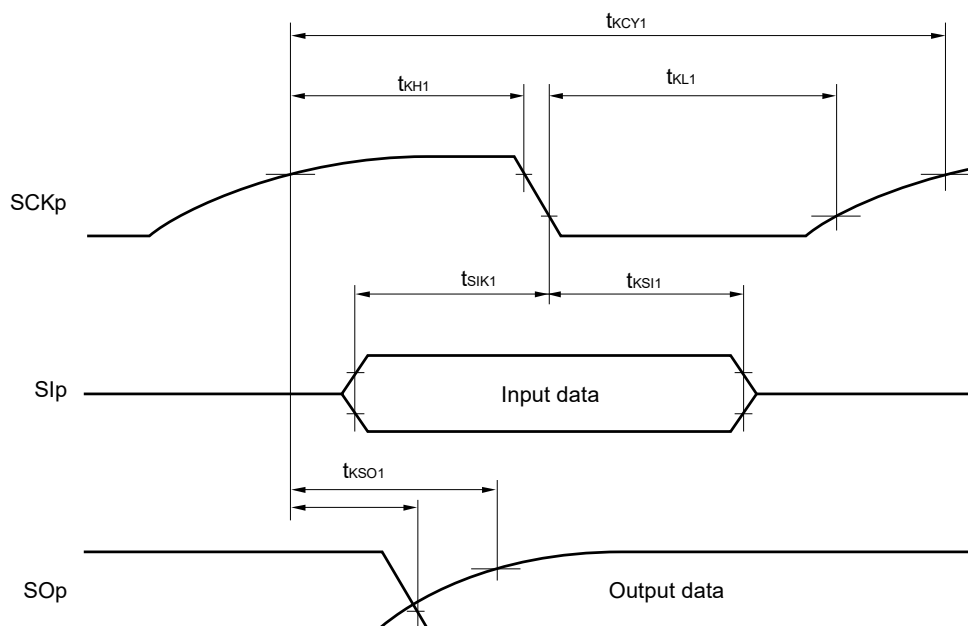 tKCY1
tKH1
tKL1
SCKp
tSIK1
tKSI1
SIp
Input data
tKSO1
SOp
Output data